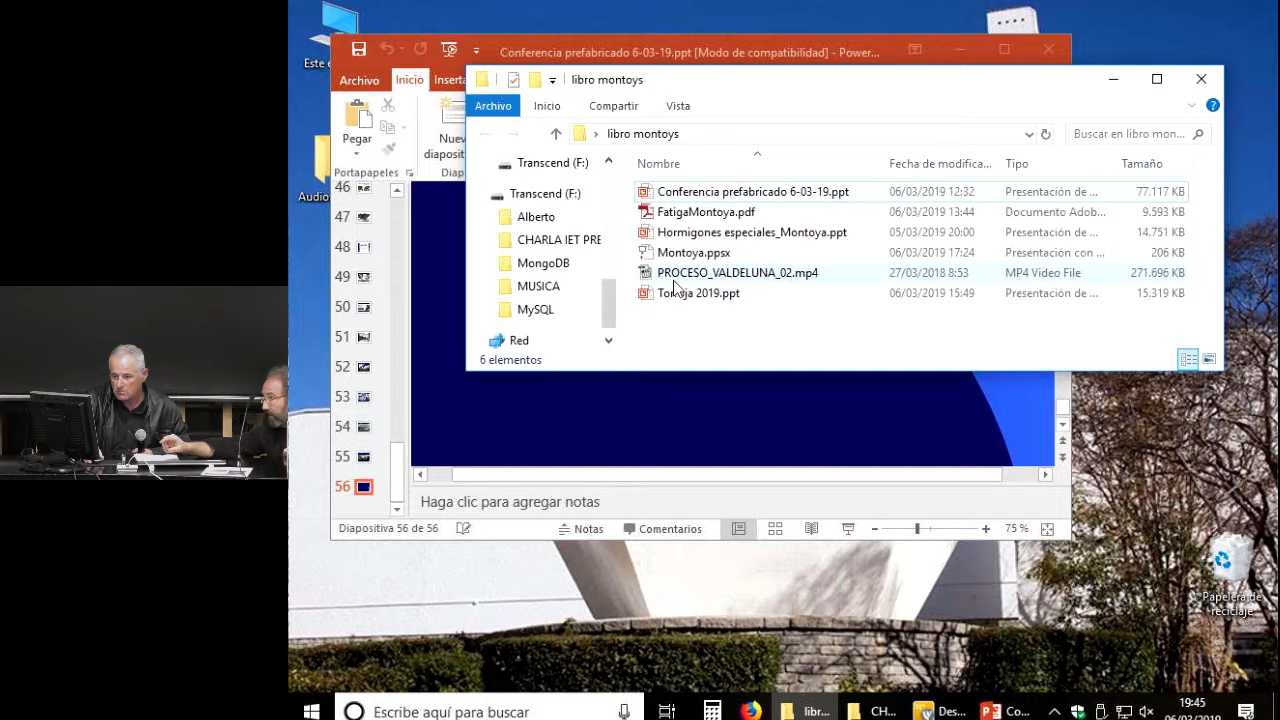 Este e
Audio
Conferencia prefabricado 6-03-19.ppt [Modo de compatibilidad] - Power...
Archivo
Inicio
Inserta
Pegar
Nuev
diapositi
Portapapeles
Diap
46
47
48
49
50
51
52
53
54
55
56
Haga clic para agregar notas
Diapositiva 56 de 56
Notas
Comentarios
75 %
libro montoys
Archivo
Inicio
Compartir
Vista
libro montoys
Buscar en libro mon...
Transcend (F:)
Transcend (F:)
Alberto
CHARLA IET PRE
MongoDB
MUSICA
MySQL
Red
Nombre Fecha de modifica... Tipo Tamaño
Conferencia prefabricado 6-03-19.ppt 06/03/2019 12:32 Presentación de ... 77.117 KB
FatigaMontoya.pdf 06/03/2019 13:44 Documento Adob... 9.593 KB
Hormigones especiales_Montoya.ppt 05/03/2019 20:00 Presentación de ... 14.751 KB
Montoya.ppsx 06/03/2019 17:24 Presentación con ... 206 KB
PROCESO_VALDELUNA_02.mp4 27/03/2018 8:53 MP4 Video File 271.696 KB
2019.ppt 06/03/2019 15:49 Presentación de ... 15.319 KB
6 elementos
Papelera de
reciclaje
Escribe aquí para buscar
libr...
CH...
Des...
Co...
19:45
06/03/2019